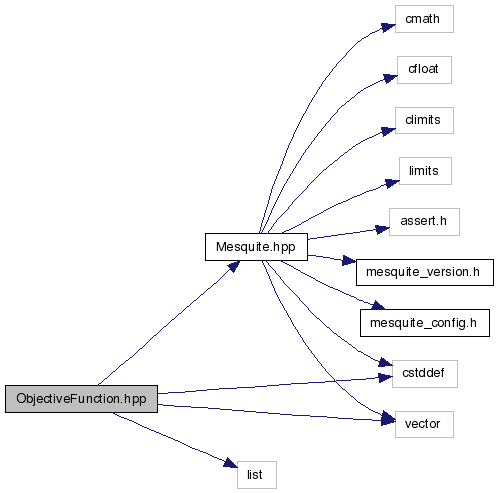 cmath
cfloat
climits
limits
assert.h
Mesquite.hpp
mesquite_version.h
mesquite_config.h
cstddef
ObjectiveFunction.hpp
vector
list